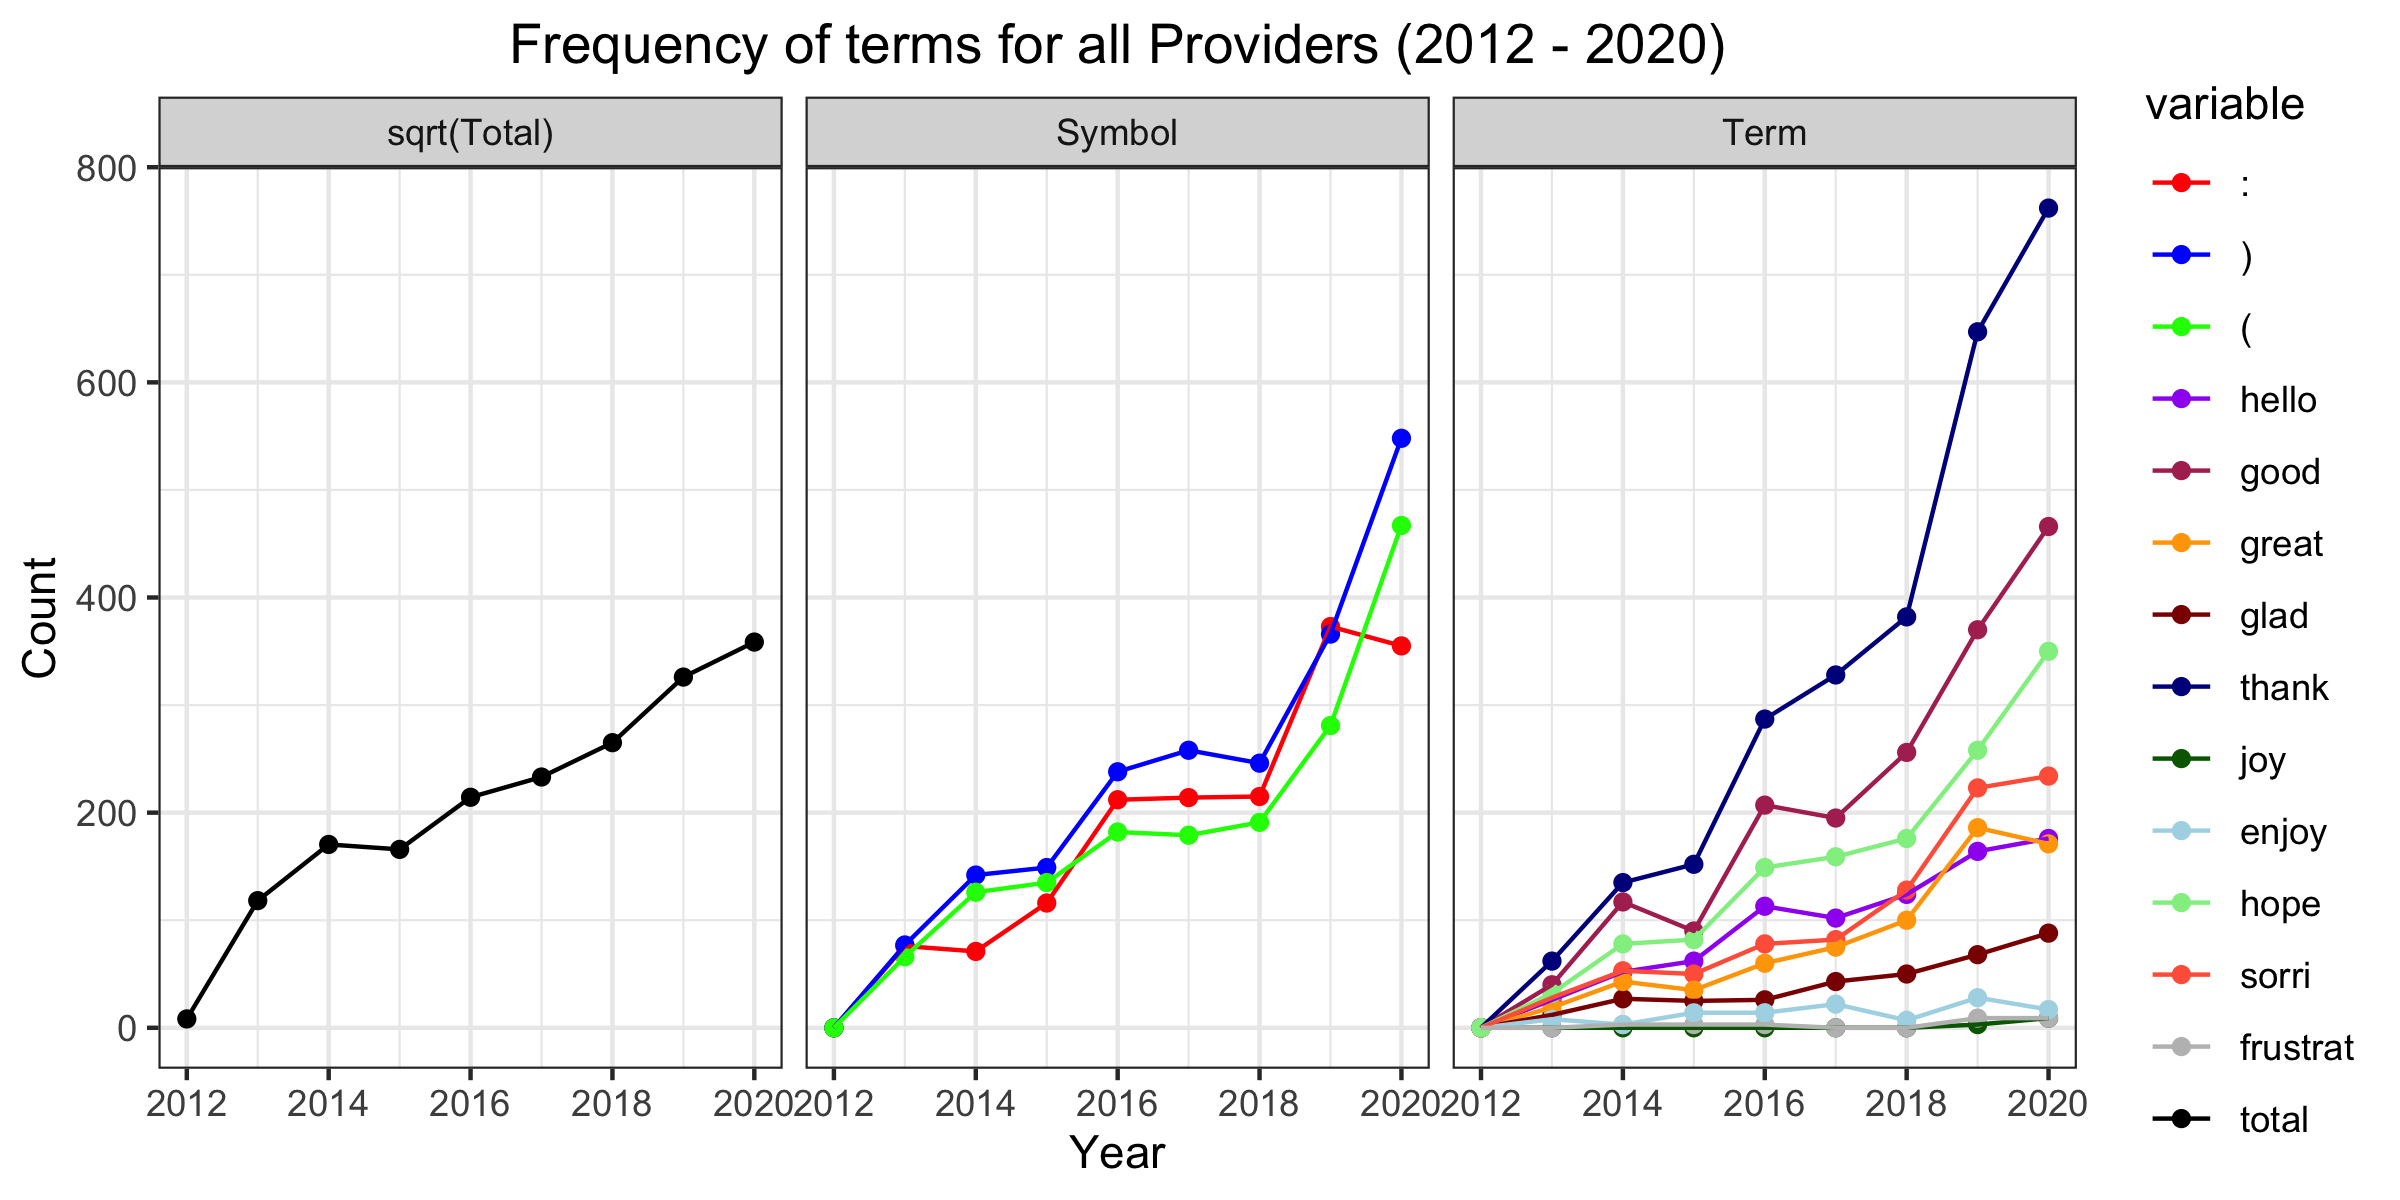 Frequency of terms for all Providers (2012 - 2020)
sqrt(Total)
Symbol
Term
Count
800
600
400
200
0
2012 2014 2016 2018 2020
2012 2014 2016 2018 2020
2012 2014 2016 2018 2020
Year
variable
:
)
(
hello
good
great
glad
thank
joy
enjoy
hope
sorri
frustrat
total